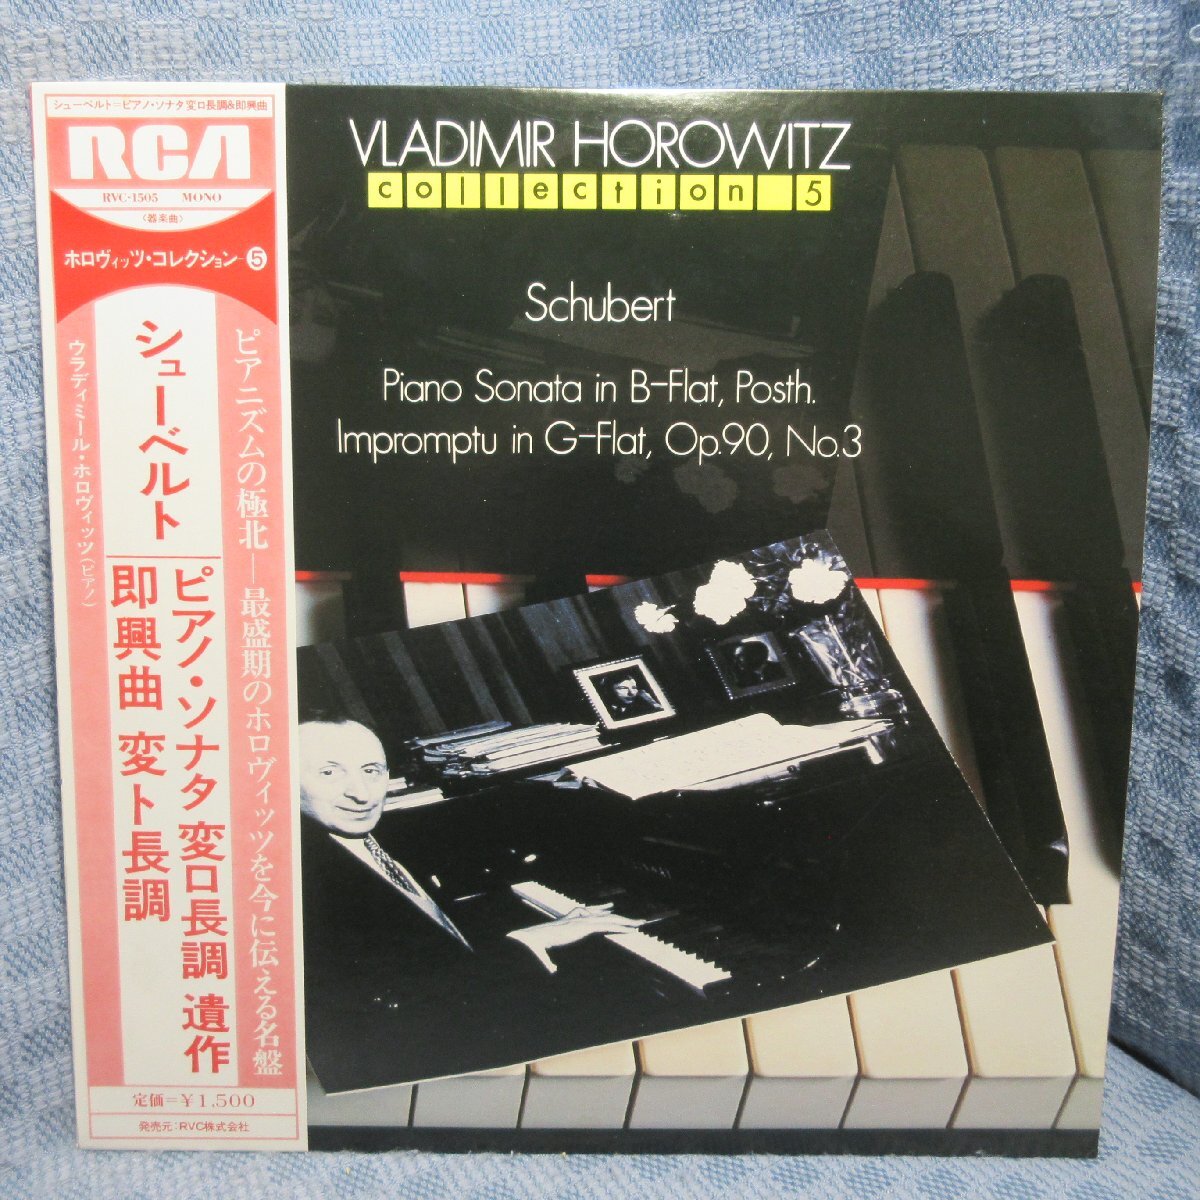 シューベルト=ピアノ・ソナタ変ロ長調&即興曲
RCA
RVC-1505 MONO
〈器楽曲〉
ホロヴィッツ・コレクション-5
ピアニズムの極北—最盛期のホロヴィッツを今に伝える名盤
シューベルト
ピアノ・ソナタ 変ロ長調 遺作
即興曲 変ト長調
ウラディミール・ホロヴィッツ(ピアノ)
定価=¥1,500
発売元:RVC株式会社
VLADIMIR HOROWITZ
collection 5
Schubert
Piano Sonata in B-Flat, Posth.
Impromptu in G-Flat, Op.90, No.3